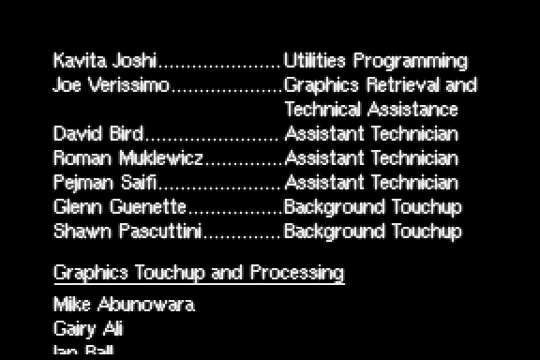 Kavita Joshi......................Utilities Programming
Joe Verissimo....................Graphics Retrieval and
Technical Assistance
David Bird........................ Assistant Technician
Roman Muklewicz..............Assistant Technician
Pejman Saifi......................Assistant Technician
Glenn Guenette.................Background Touchup
Shawn Pascuttini..............Background Touchup
Graphics Touchup and Processing
Mike Abunowara
Gairy Ali
Ian Ball